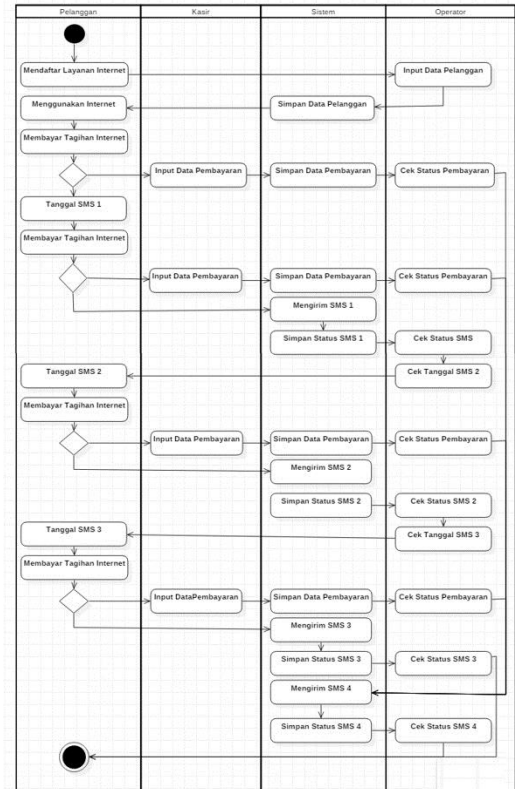 Pelanggan Kasir Sistem Operator
Mendaftar Layanan Internet Input Data Pelanggan
Menggunakan Internet Simpan Data Pelanggan
Membayar Tagihan Internet
Input Data Pembayaran Simpan Data Pembayaran Cek Status Pembayaran
Tanggal SMS 1
Membayar Tagihan Internet
Input Data Pembayaran Simpan Data Pembayaran Cek Status Pembayaran
Mengirim SMS 1
Simpan Status SMS 1 Cek Status SMS
Tanggal SMS 2 Cek Tanggal SMS 2
Membayar Tagihan Internet
Input Data Pembayaran Simpan Data Pembayaran Cek Status Pembayaran
Mengirim SMS 2
Simpan Status SMS 2 Cek Status SMS 2
Tanggal SMS 3 Cek Tanggal SMS 3
Membayar Tagihan Internet
Input DataPembayaran Simpan Data Pembayaran Cek Status Pembayaran
Mengirim SMS 3
Simpan Status SMS 3 Cek Status SMS 3
Mengirim SMS 4
Simpan Status SMS 4 Cek Status SMS 4